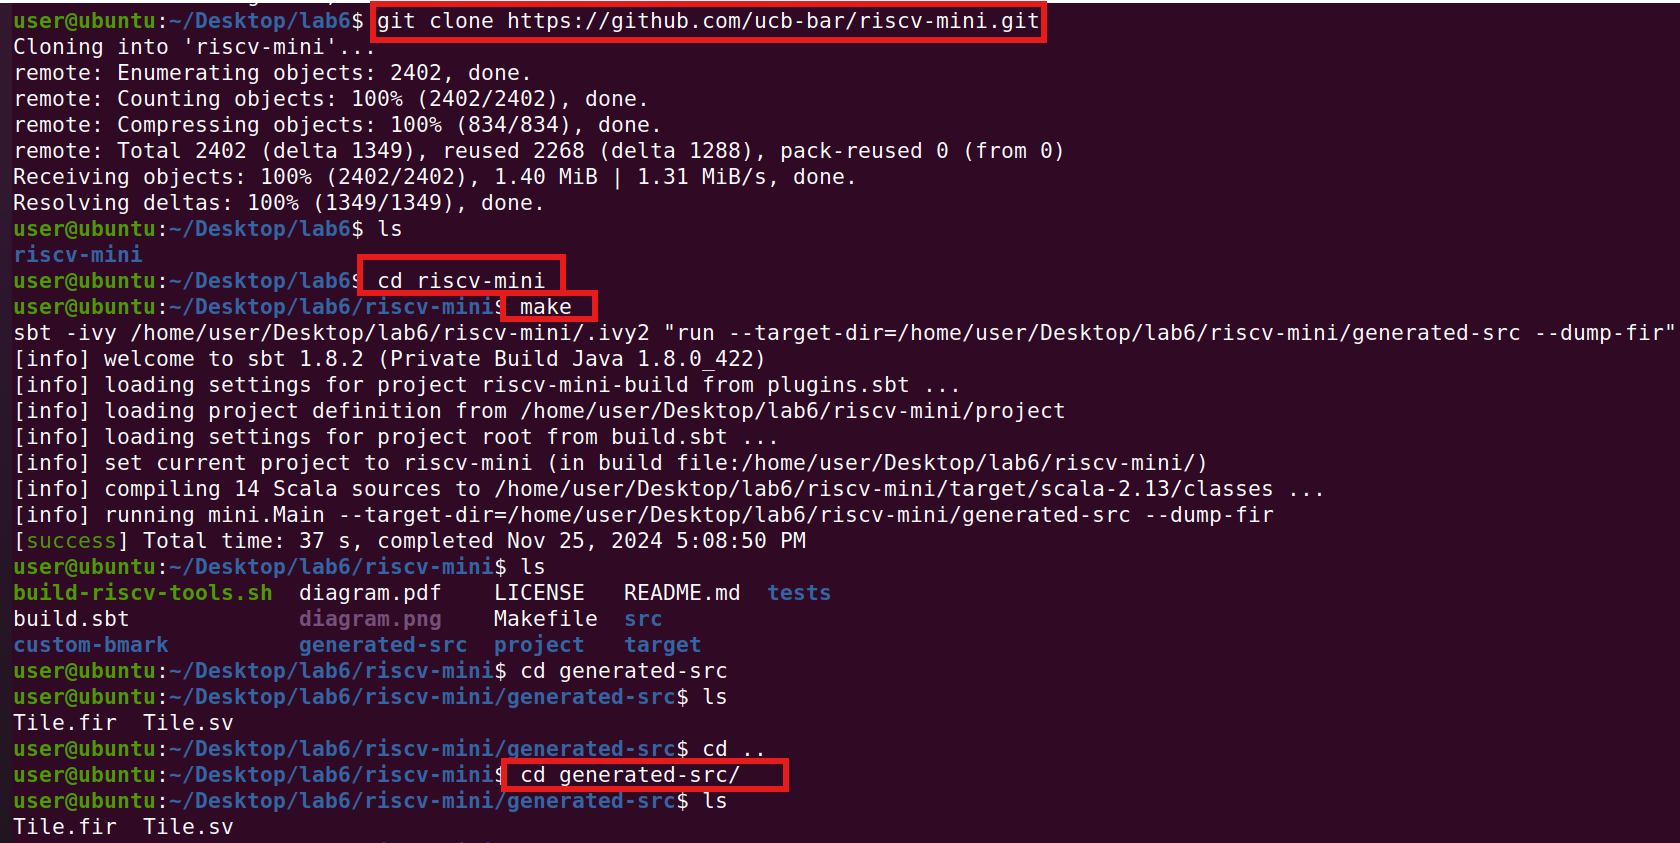 user@ubuntu:~/Desktop/lab6$ git clone https://github.com/ucb-bar/riscv-mini.git
Cloning into 'riscv-mini'...
remote: Enumerating objects: 2402, done.
remote: Counting objects: 100% (2402/2402), done.
remote: Compressing objects: 100% (834/834), done.
remote: Total 2402 (delta 1349), reused 2268 (delta 1288), pack-reused 0 (from 0)
Receiving objects: 100% (2402/2402), 1.40 MiB | 1.31 MiB/s, done.
Resolving deltas: 100% (1349/1349), done.
user@ubuntu:~/Desktop/lab6$ ls
riscv-mini
user@ubuntu:~/Desktop/lab6$ cd riscv-mini
user@ubuntu:~/Desktop/lab6/riscv-mini$ make
sbt -ivy /home/user/Desktop/lab6/riscv-mini/.ivy2 "run --target-dir=/home/user/Desktop/lab6/riscv-mini/generated-src --dump-fir"
[info] welcome to sbt 1.8.2 (Private Build Java 1.8.0_422)
[info] loading settings for project riscv-mini-build from plugins.sbt ...
[info] loading project definition from /home/user/Desktop/lab6/riscv-mini/project
[info] loading settings for project root from build.sbt ...
[info] set current project to riscv-mini (in build file:/home/user/Desktop/lab6/riscv-mini/)
[info] compiling 14 Scala sources to /home/user/Desktop/lab6/riscv-mini/target/scala-2.13/classes ...
[info] running mini.Main --target-dir=/home/user/Desktop/lab6/riscv-mini/generated-src --dump-fir
[success] Total time: 37 s, completed Nov 25, 2024 5:08:50 PM
user@ubuntu:~/Desktop/lab6/riscv-mini$ ls
build-riscv-tools.sh diagram.pdf LICENSE README.md tests
build.sbt diagram.png Makefile src
custom-bmark generated-src project target
user@ubuntu:~/Desktop/lab6/riscv-mini$ cd generated-src
user@ubuntu:~/Desktop/lab6/riscv-mini/generated-src$ ls
Tile.fir Tile.sv
user@ubuntu:~/Desktop/lab6/riscv-mini/generated-src$ cd ..
user@ubuntu:~/Desktop/lab6/riscv-mini$ cd generated-src/
user@ubuntu:~/Desktop/lab6/riscv-mini/generated-src$ ls
Tile.fir Tile.sv